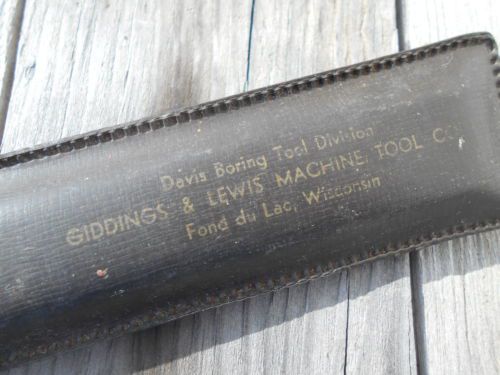 Davis Boring Tool Division
GIDDINGS & LEWIS MACHINE TOOL CO.
Fond du Lac, Wisconsin